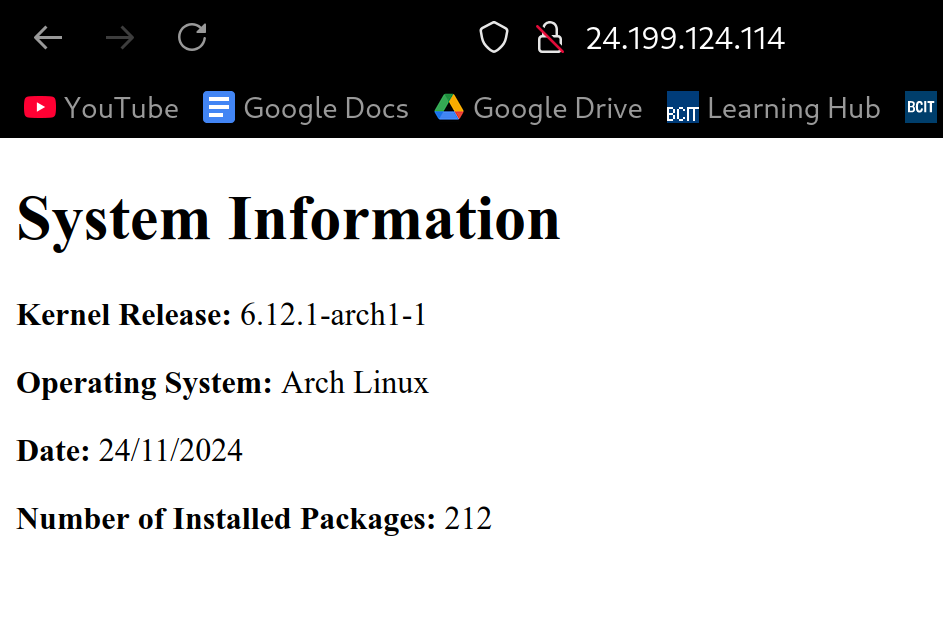 24.199.124.114
YouTube Google Docs Google Drive BCIT Learning Hub BCIT
System Information
Kernel Release: 6.12.1-arch1-1
Operating System: Arch Linux
Date: 24/11/2024
Number of Installed Packages: 212